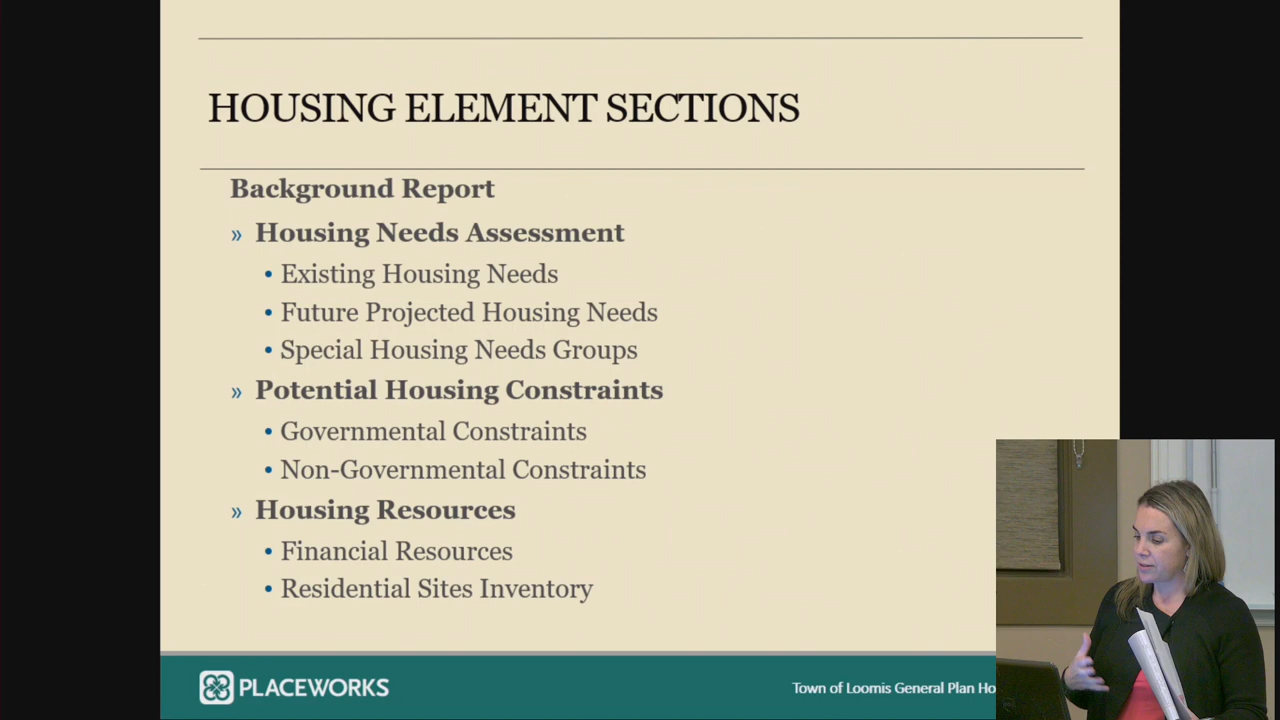 HOUSING ELEMENT SECTIONS
Background Report
» Housing Needs Assessment
• Existing Housing Needs
• Future Projected Housing Needs
• Special Housing Needs Groups
» Potential Housing Constraints
• Governmental Constraints
• Non-Governmental Constraints
» Housing Resources
• Financial Resources
• Residential Sites Inventory
PLACEWORKS
Town of Loomis General Plan Ho